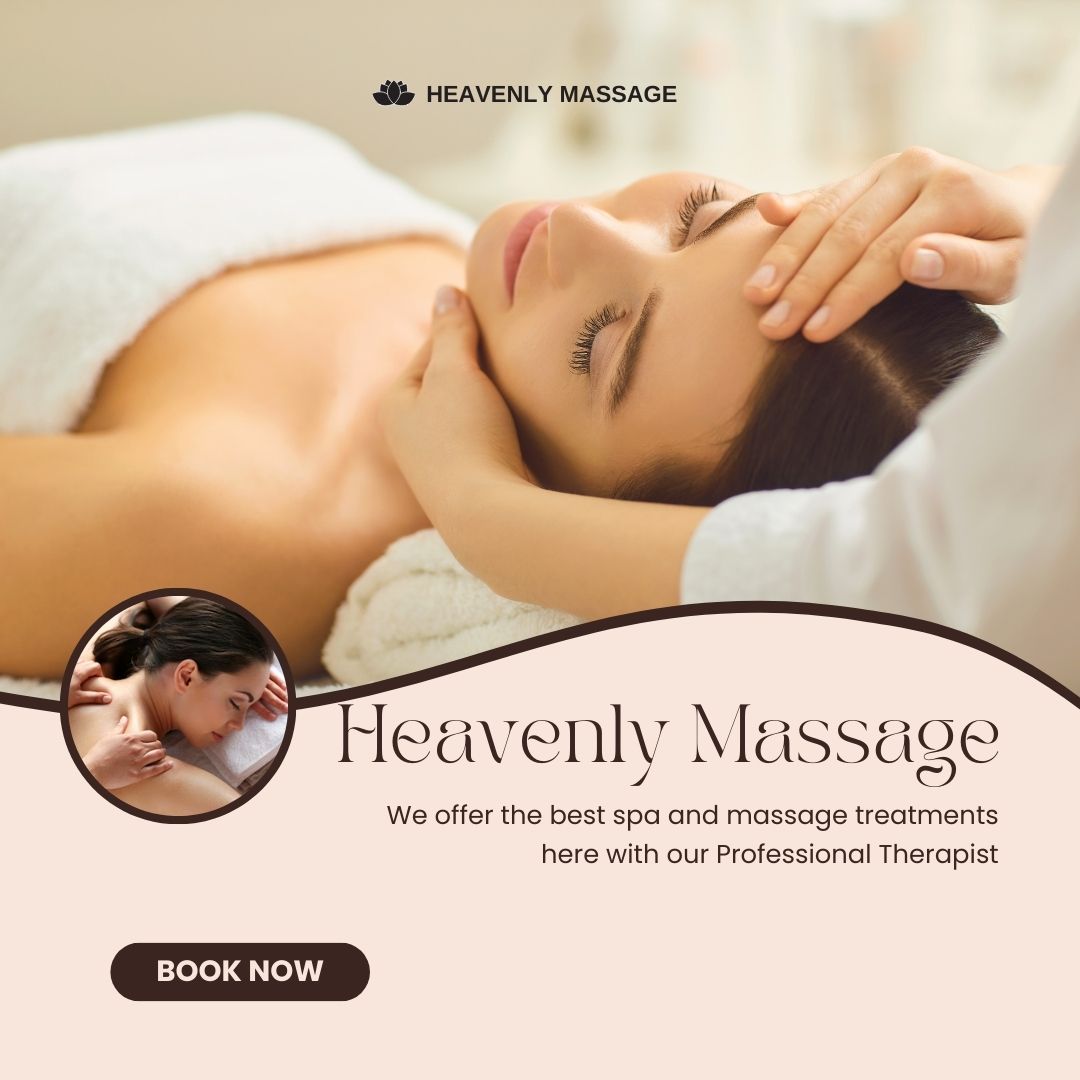 HEAVENLY MASSAGE
Heavenly Massage
We offer the best spa and massage treatments
here with our Professional Therapist
BOOK NOW